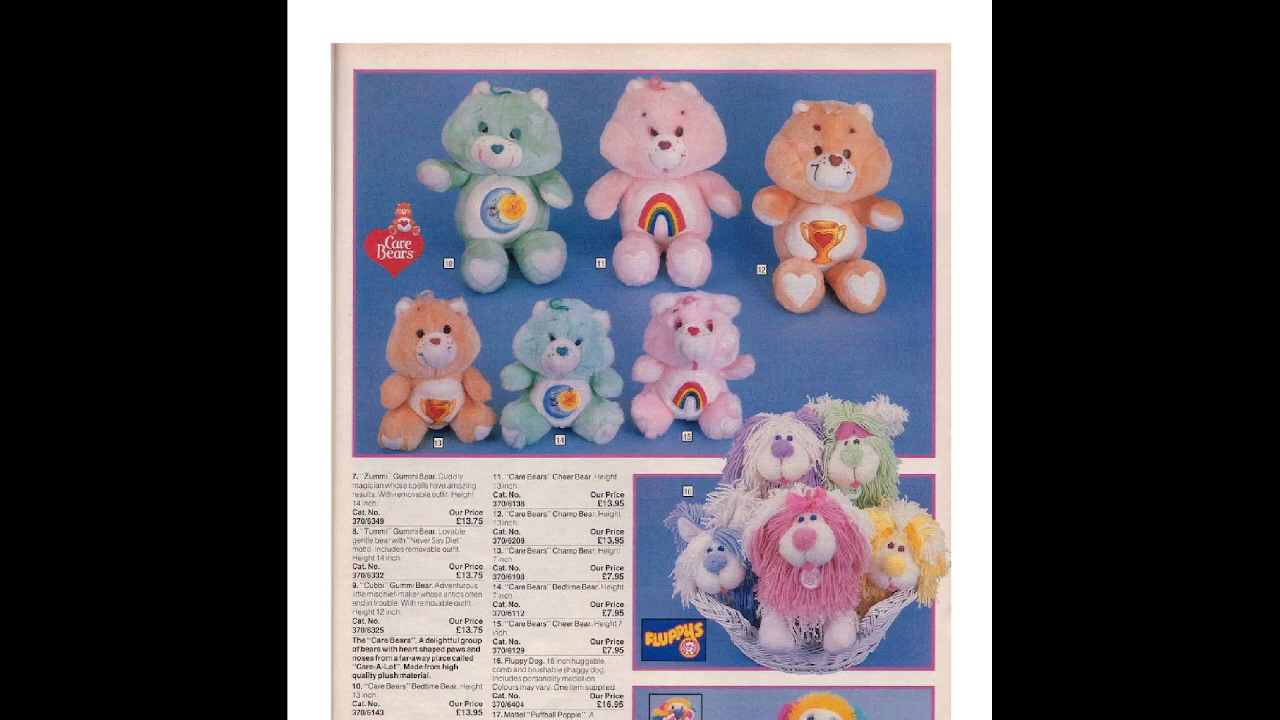 Care
Bears
10
11
12
13
14
15
16
FLUPPYS
7. "Zummi" Gummi Bear. Cuddly
magician whose spells have amazing
results. With removable outfit. Height
14 inch.
Cat. No. Our Price
370/6349 £13.75
8. "Tummi" Gummi Bear. Lovable
gentle bear with "Never Say Diet"
motto. Includes removable outfit.
Height 14 inch.
Cat. No. Our Price
370/6332 £13.75
9. "Cubbi" Gummi Bear. Adventurous
little mischief-maker whose antics often
end in trouble. With removable outfit.
Height 12 inch.
Cat. No. Our Price
370/6325 £13.75
The "Care Bears". A delightful group
of bears with heart shaped paws and
noses from a far-away place called
"Care-A-Lot". Made from high
quality plush material.
10. "Care Bears" Bedtime Bear. Height
13 inch.
Cat. No. Our Price
370/6143 £13.95
11. "Care Bears" Cheer Bear. Height
13 inch.
Cat. No. Our Price
370/6136 £13.95
12. "Care Bears" Champ Bear. Height
13 inch.
Cat. No. Our Price
370/6208 £13.95
13. "Care Bears" Champ Bear. Height
7 inch.
Cat. No. Our Price
370/6198 £7.95
14. "Care Bears" Bedtime Bear. Height
7 inch.
Cat. No. Our Price
370/6112 £7.95
15. "Care Bears" Cheer Bear. Height 7
inch.
Cat. No. Our Price
370/6129 £7.95
16. Fluppy Dog. 16 inch huggable,
comb and brushable shaggy dog.
Includes personality medallion.
Colours may vary. One item supplied.
Cat. No. Our Price
370/6404 £16.95
17. Mattel "Puffball Popple". A